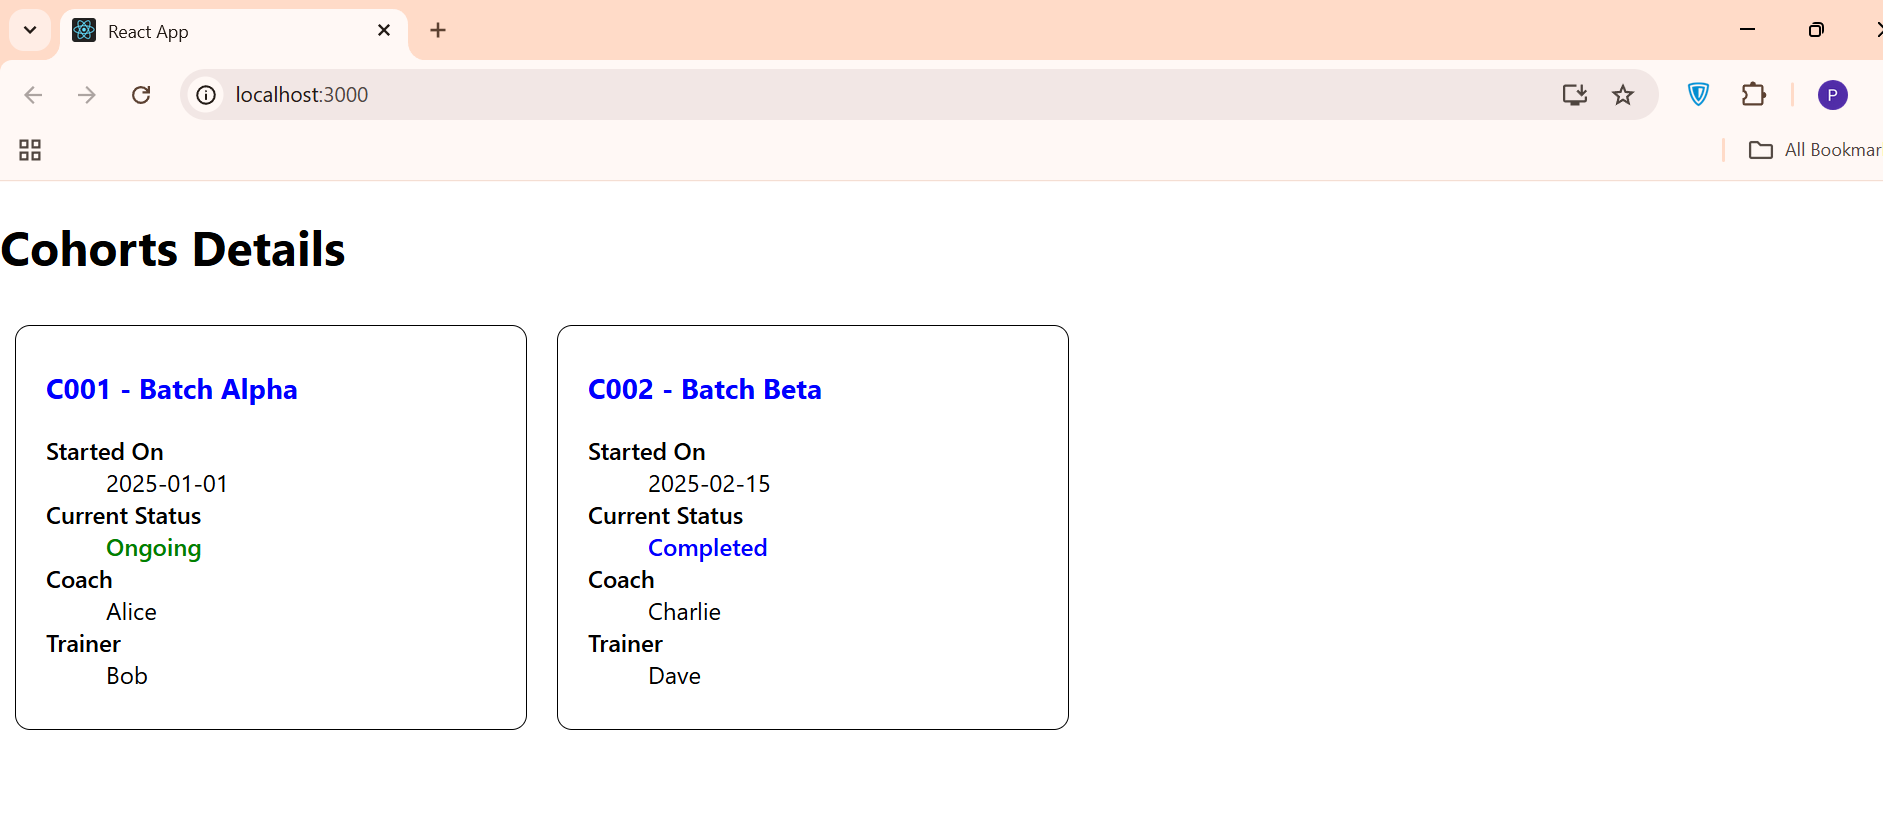 React App
localhost:3000
P
All Bookmar
Cohorts Details
C001 - Batch Alpha
Started On
2025-01-01
Current Status
Ongoing
Coach
Alice
Trainer
Bob
C002 - Batch Beta
Started On
2025-02-15
Current Status
Completed
Coach
Charlie
Trainer
Dave